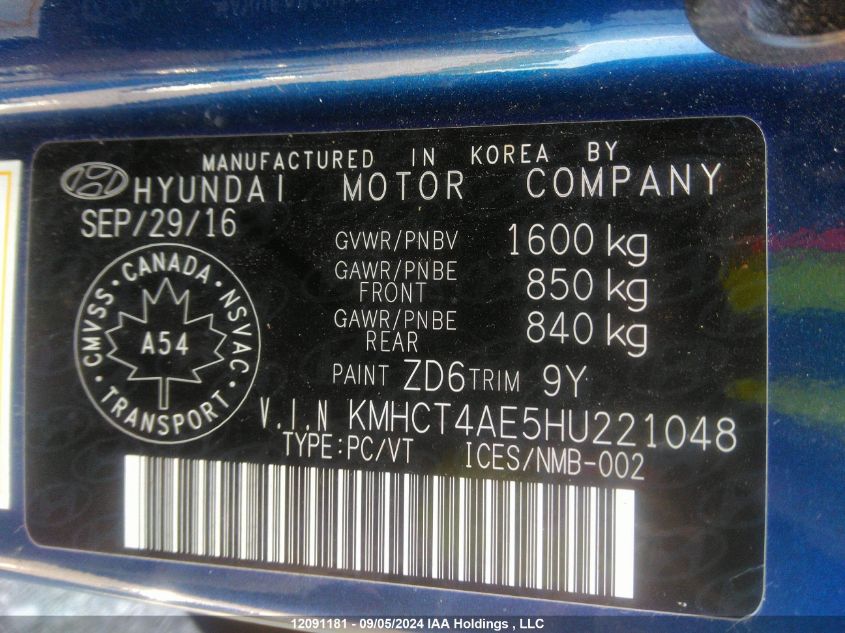 MANUFACTURED IN KOREA BY
HYUNDAI MOTOR COMPANY
SEP/29/16
GVWR/PNBV 1600 kg
GAWR/PNBE FRONT 850 kg
GAWR/PNBE REAR 840 kg
CMVSS · CANADA · NSVAC · TRANSPORT ·
A54
PAINT ZD6 TRIM 9Y
V.I.N KMHCT4AE5HU221048
TYPE:PC/VT ICES/NMB-002
12091181 - 09/05/2024 IAA Holdings , LLC